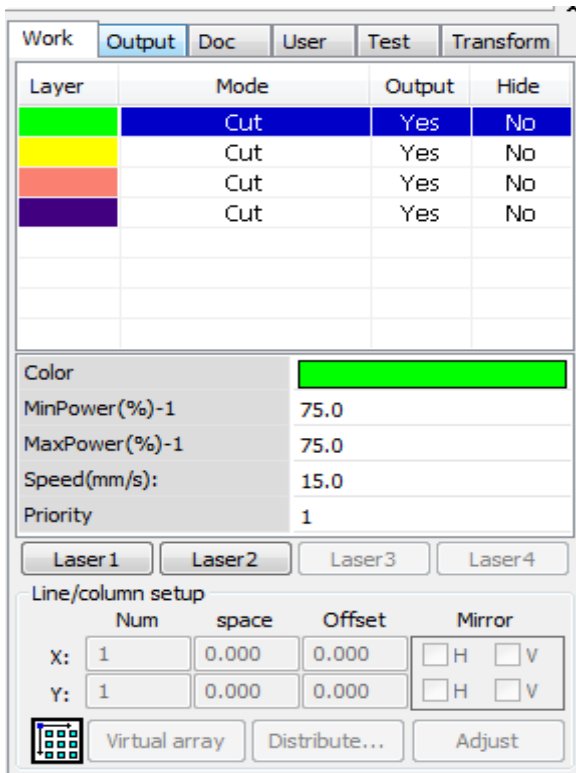 Work Output Doc User Test Transform
Layer Mode Output Hide
Cut Yes No
Cut Yes No
Cut Yes No
Cut Yes No
Color
MinPower(%)-1 75.0
MaxPower(%)-1 75.0
Speed(mm/s): 15.0
Priority 1
Laser1 Laser2 Laser3 Laser4
Line/column setup
Num space Offset Mirror
X: 1 0.000 0.000 H V
Y: 1 0.000 0.000 H V
Virtual array Distribute... Adjust